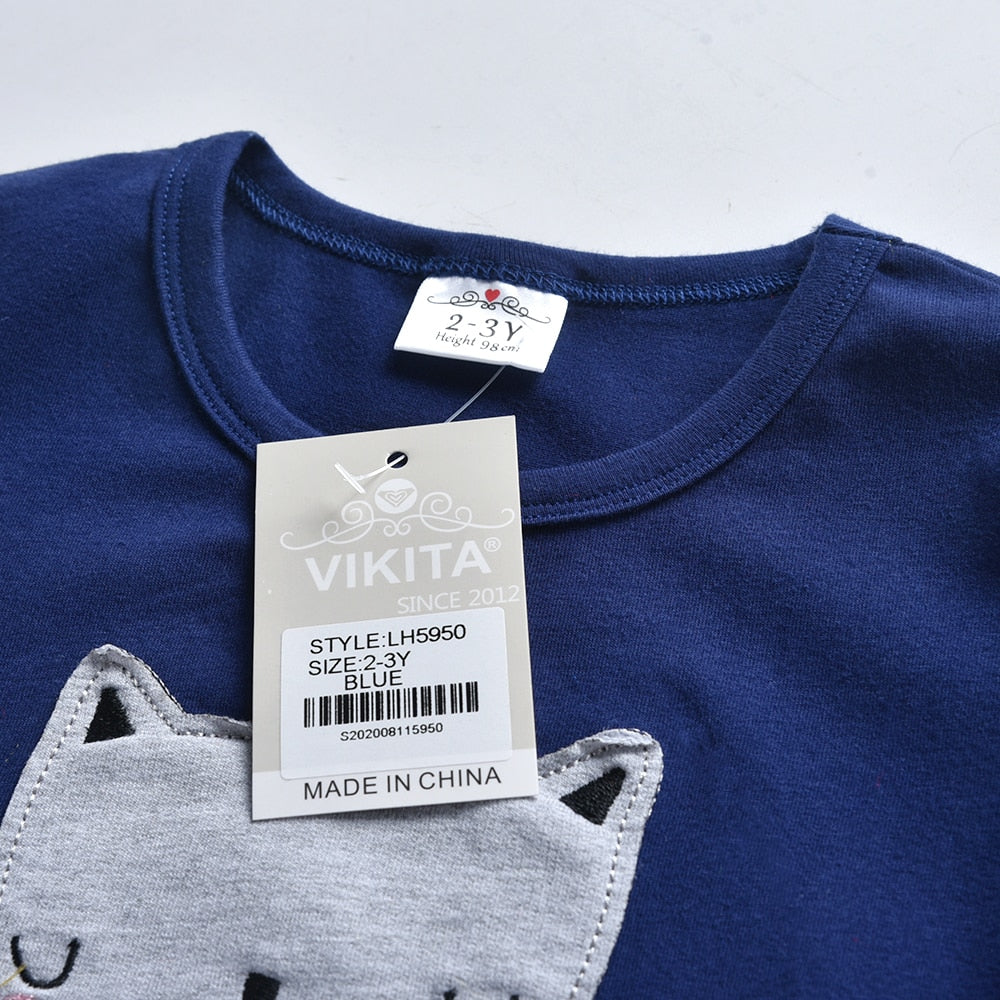 2-3Y
Height 98cm
VIKITA®
SINCE 2012
STYLE:LH5950
SIZE:2-3Y
BLUE
S202008115950
MADE IN CHINA